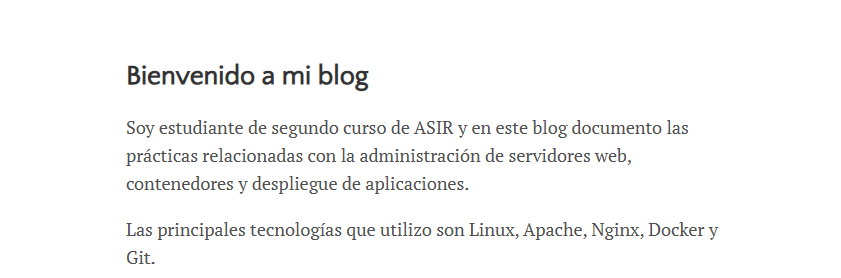 Bienvenido a mi blog
Soy estudiante de segundo curso de ASIR y en este blog documento las
prácticas relacionadas con la administración de servidores web,
contenedores y despliegue de aplicaciones.
Las principales tecnologías que utilizo son Linux, Apache, Nginx, Docker y
Git.